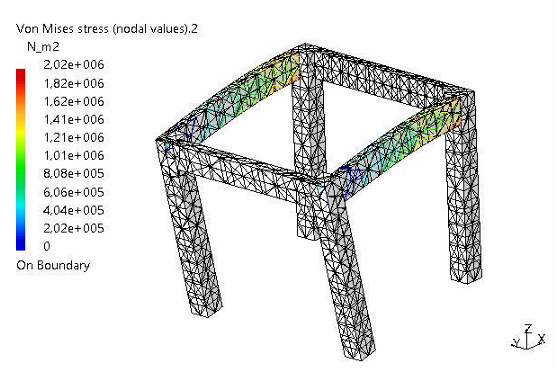 Von Mises stress (nodal values).2
N_m2
2,02e+006
1,82e+006
1,62e+006
1,41e+006
1,21e+006
1,01e+006
8,08e+005
6,06e+005
4,04e+005
2,02e+005
0
On Boundary
Z
Y X